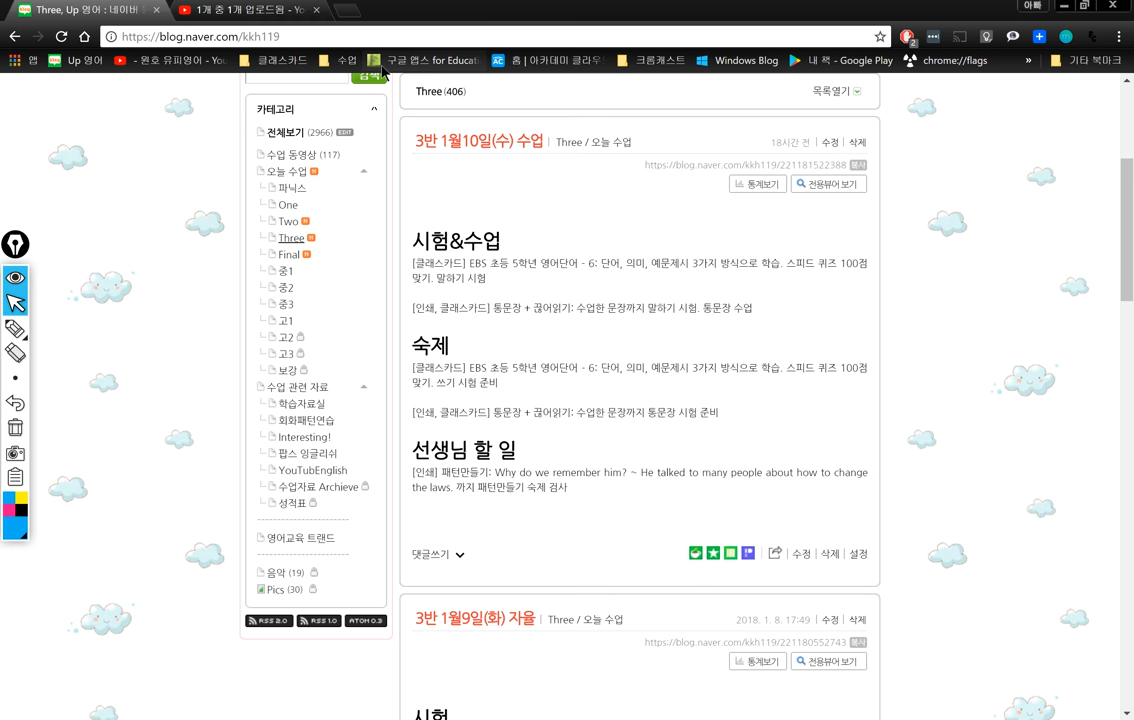 Three, Up 영어 : 네이버
1개 중 1개 업로드됨 - Yo
아빠
https://blog.naver.com/kkh119
2
앱
Up 영어
- 원호 유피영어 - You
클래스카드
수업
구글 앱스 for Educati
홈 | 아카데미 클라우
크롬캐스트
Windows Blog
내 책 - Google Play
chrome://flags
»
기타 북마크
카테고리
전체보기 (2966) EDIT
수업 동영상 (117)
오늘 수업 N
파닉스
One
Two N
Three N
Final N
중1
중2
중3
고1
고2
고3
보강
수업 관련 자료
학습자료실
회화패턴연습
Interesting!
팝스 잉글리쉬
YouTubEnglish
수업자료 Archieve
성적표
영어교육 트랜드
음악 (19)
Pics (30)
RSS 2.0
RSS 1.0
ATOM 0.3
Three (406)
목록열기
3반 1월10일(수) 수업 | Three / 오늘 수업
18시간 전 | 수정 | 삭제
https://blog.naver.com/kkh119/221181522388 복사
통계보기
전용뷰어 보기
시험&수업
[클래스카드] EBS 초등 5학년 영어단어 - 6: 단어, 의미, 예문제시 3가지 방식으로 학습. 스피드 퀴즈 100점
맞기. 말하기 시험
[인쇄, 클래스카드] 통문장 + 끊어읽기: 수업한 문장까지 말하기 시험. 통문장 수업
숙제
[클래스카드] EBS 초등 5학년 영어단어 - 6: 단어, 의미, 예문제시 3가지 방식으로 학습. 스피드 퀴즈 100점
맞기. 쓰기 시험 준비
[인쇄, 클래스카드] 통문장 + 끊어읽기: 수업한 문장까지 통문장 시험 준비
선생님 할 일
[인쇄] 패턴만들기: Why do we remember him? ~ He talked to many people about how to change
the laws. 까지 패턴만들기 숙제 검사
댓글쓰기
수정 | 삭제 | 설정
3반 1월9일(화) 자율 | Three / 오늘 수업
2018. 1. 8. 17:49 | 수정 | 삭제
https://blog.naver.com/kkh119/221180552743 복사
통계보기
전용뷰어 보기
시험